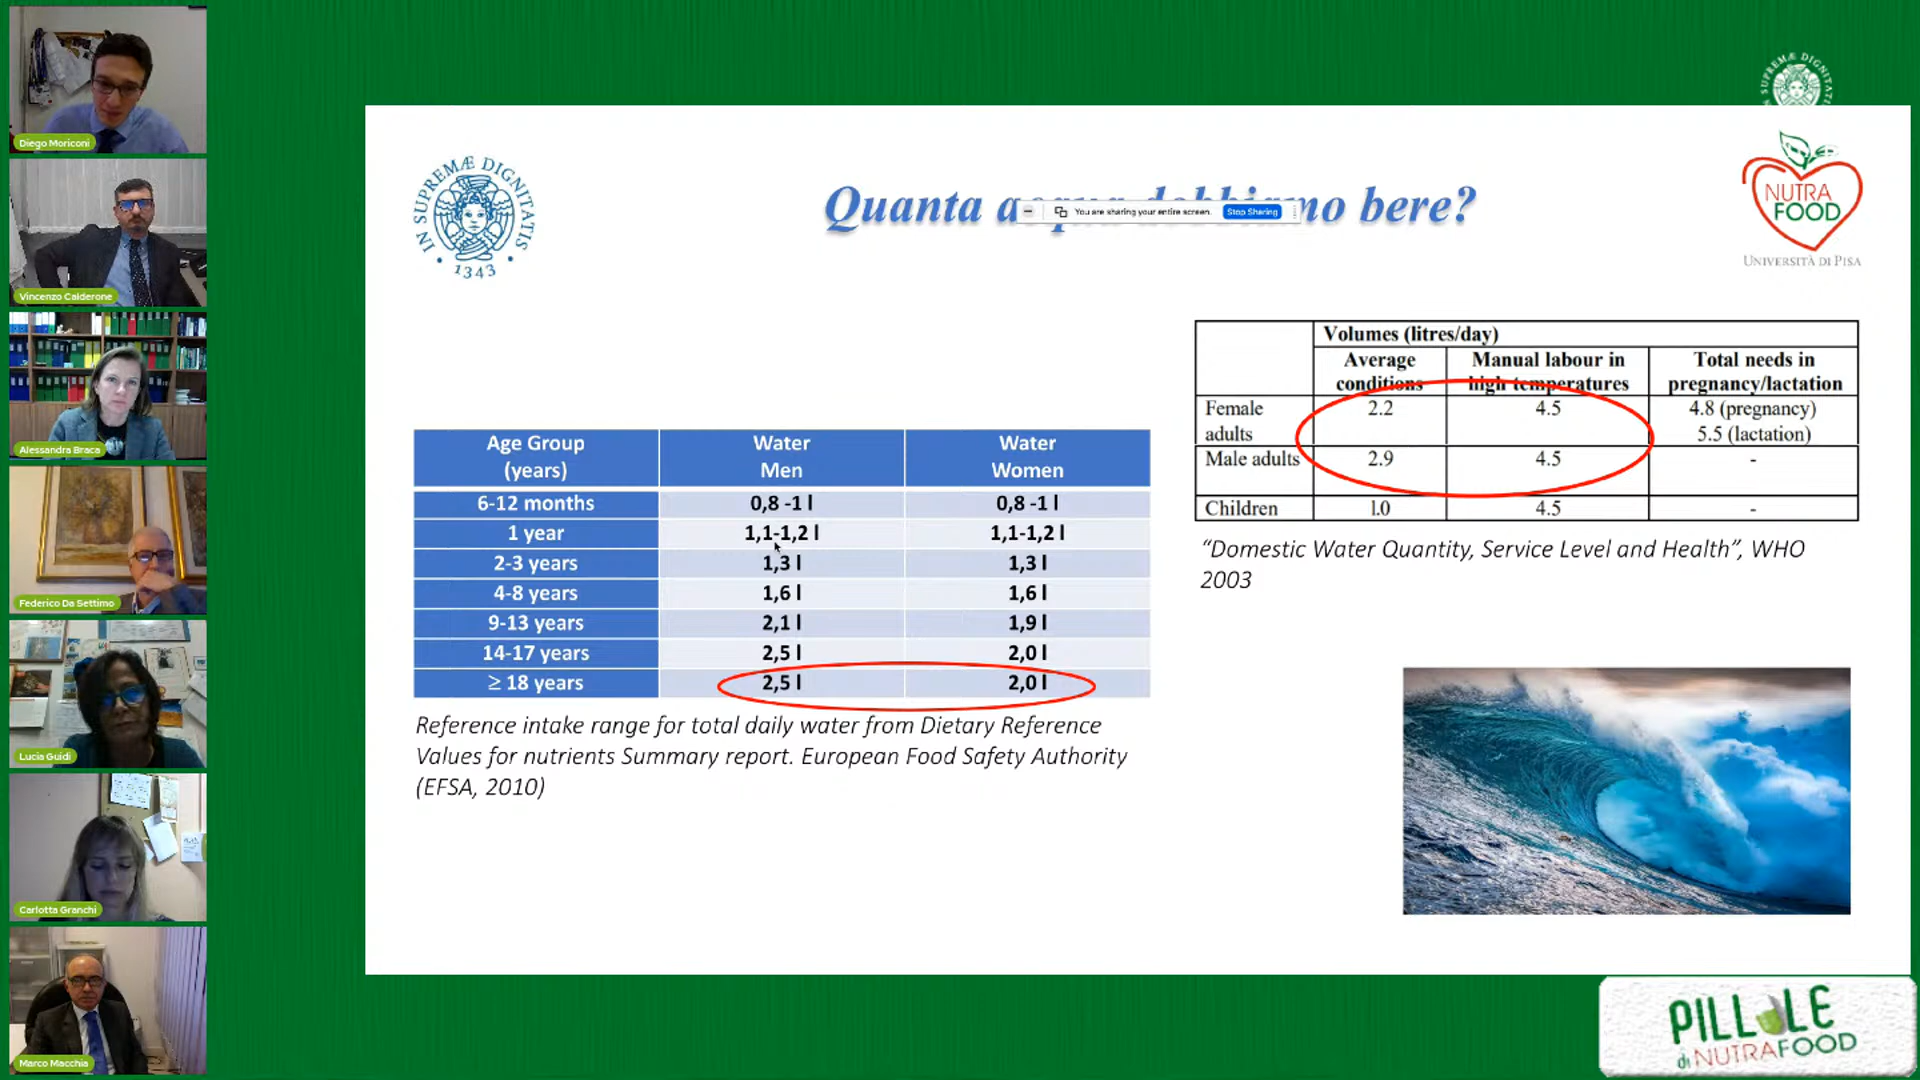 Diego Moriconi
Vincenzo Calderone
Alessandra Braca
Federico Da Settimo
Lucia Guidi
Carlotta Granchi
Marco Macchia
IN SUPREMÆ DIGNITATIS
1343
Quanta acqua dobbiamo bere?
You are sharing your entire screen. Stop Sharing
NUTRA
FOOD
UNIVERSITÀ DI PISA
Age Group (years) Water Men Water Women
6-12 months 0,8 -1 l 0,8 -1 l
1 year 1,1-1,2 l 1,1-1,2 l
2-3 years 1,3 l 1,3 l
4-8 years 1,6 l 1,6 l
9-13 years 2,1 l 1,9 l
14-17 years 2,5 l 2,0 l
≥ 18 years 2,5 l 2,0 l
Reference intake range for total daily water from Dietary Reference
Values for nutrients Summary report. European Food Safety Authority
(EFSA, 2010)
Volumes (litres/day)
Average conditions Manual labour in high temperatures Total needs in pregnancy/lactation
Female adults 2.2 4.5 4.8 (pregnancy) 5.5 (lactation)
Male adults 2.9 4.5 -
Children l.0 4.5 -
“Domestic Water Quantity, Service Level and Health”, WHO
2003
PILLOLE
di NUTRAFOOD